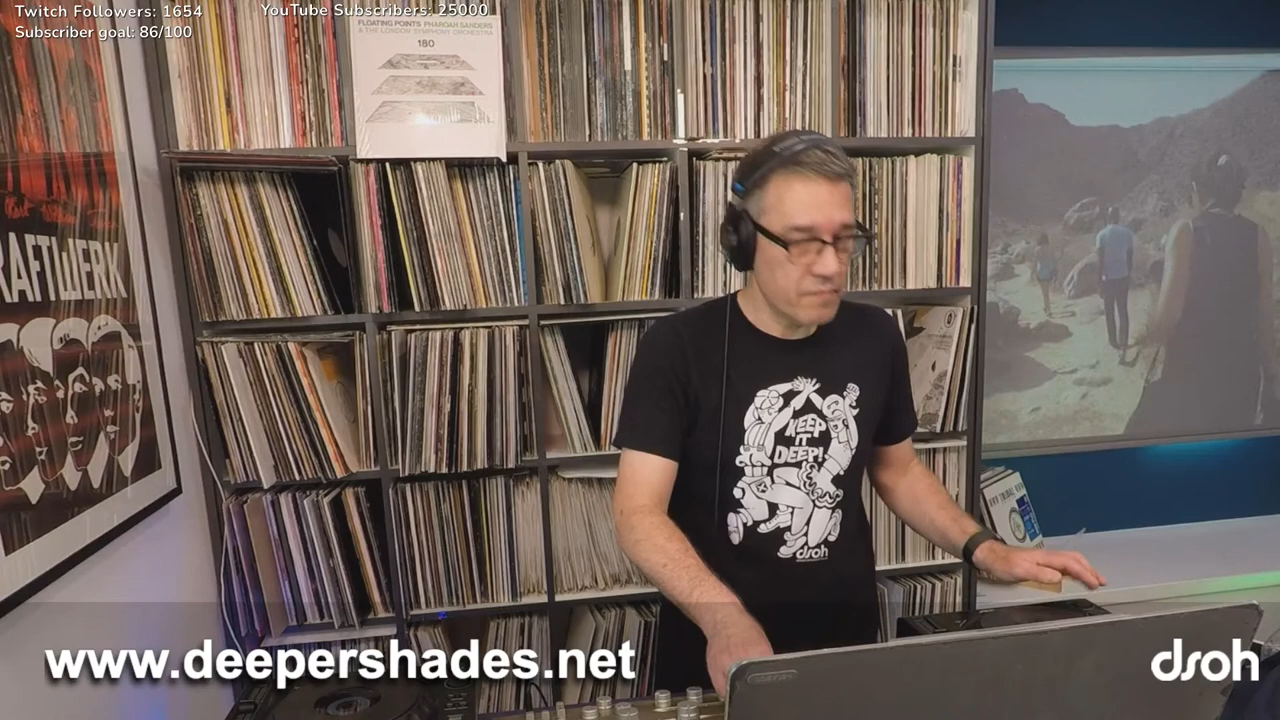 Twitch Followers: 1654
YouTube Subscribers: 25000
Subscriber goal: 86/100
FLOATING POINTS PHAROAH SANDERS
& THE LONDON SYMPHONY ORCHESTRA
180
RAFTWERK
KEEP
IT
DEEP!
dsoh
www.deepershades.net
dsoh